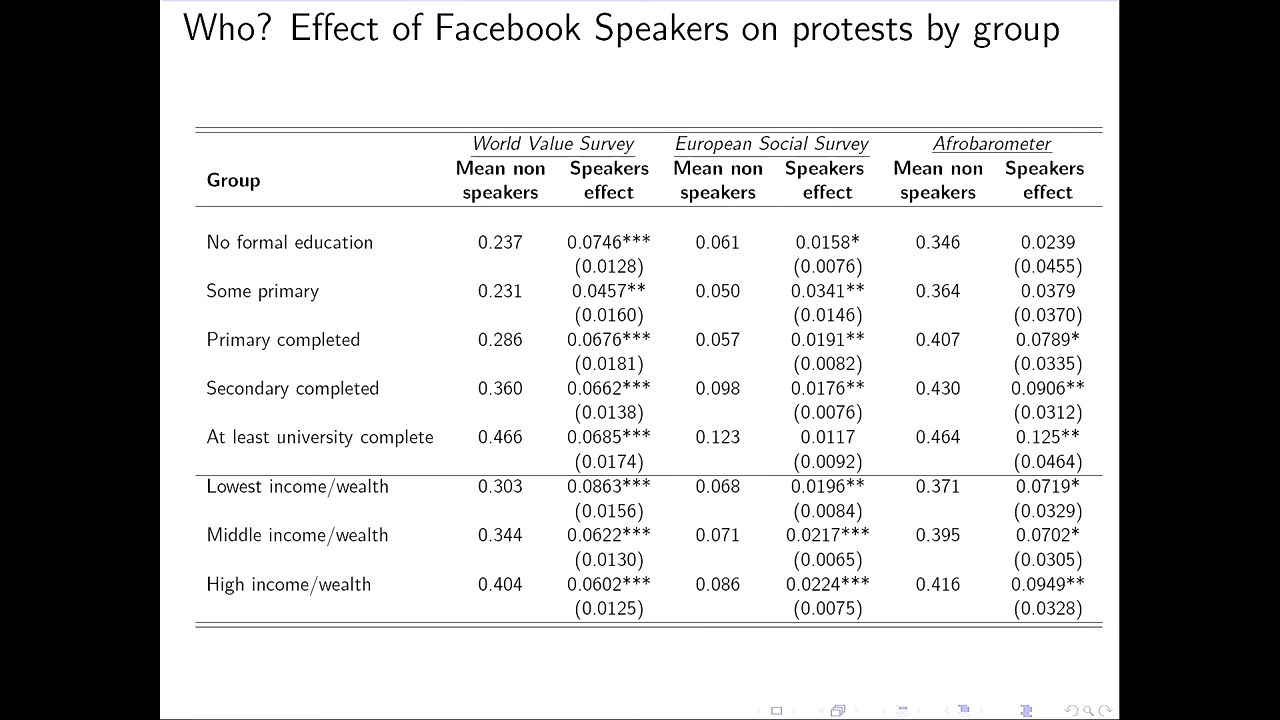 Who? Effect of Facebook Speakers on protests by group
World Value Survey European Social Survey Afrobarometer
Group Mean non speakers Speakers effect Mean non speakers Speakers effect Mean non speakers Speakers effect
No formal education 0.237 0.0746*** 0.061 0.0158* 0.346 0.0239
(0.0128) (0.0076) (0.0455)
Some primary 0.231 0.0457** 0.050 0.0341** 0.364 0.0379
(0.0160) (0.0146) (0.0370)
Primary completed 0.286 0.0676*** 0.057 0.0191** 0.407 0.0789*
(0.0181) (0.0082) (0.0335)
Secondary completed 0.360 0.0662*** 0.098 0.0176** 0.430 0.0906**
(0.0138) (0.0076) (0.0312)
At least university complete 0.466 0.0685*** 0.123 0.0117 0.464 0.125**
(0.0174) (0.0092) (0.0464)
Lowest income/wealth 0.303 0.0863*** 0.068 0.0196** 0.371 0.0719*
(0.0156) (0.0084) (0.0329)
Middle income/wealth 0.344 0.0622*** 0.071 0.0217*** 0.395 0.0702*
(0.0130) (0.0065) (0.0305)
High income/wealth 0.404 0.0602*** 0.086 0.0224*** 0.416 0.0949**
(0.0125) (0.0075) (0.0328)